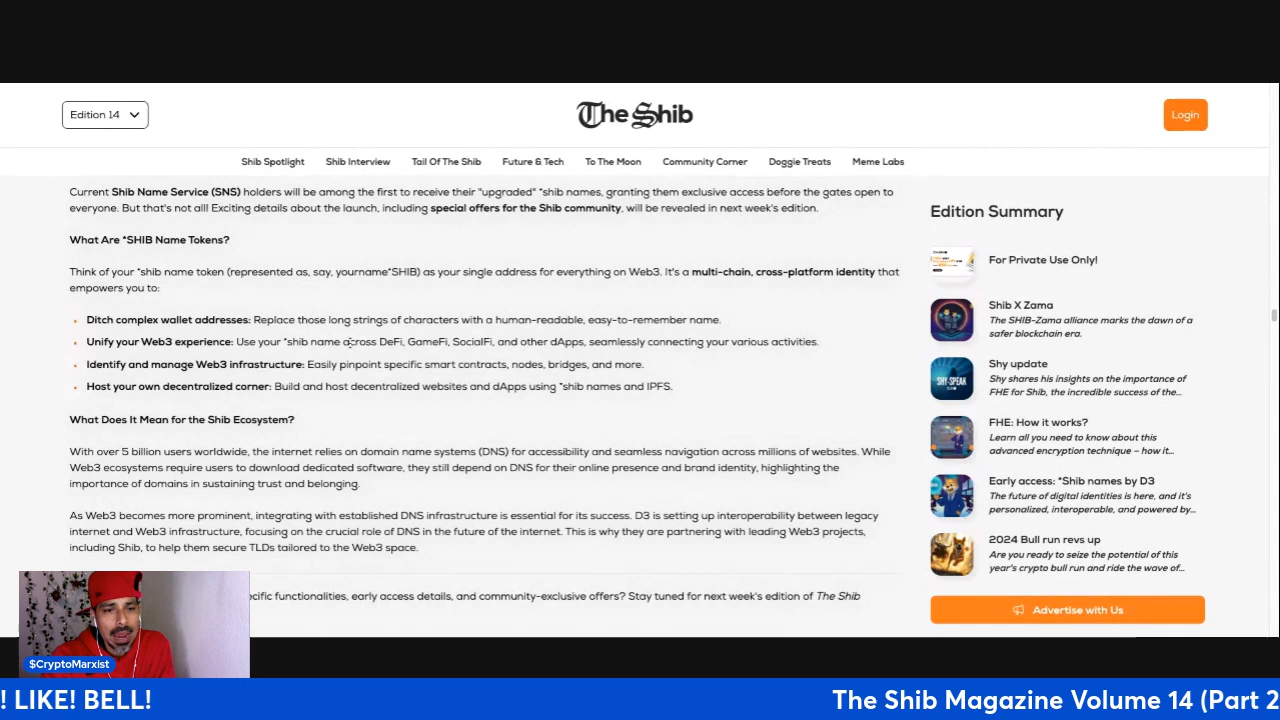 Edition 14
The Shib
Login
Shib Spotlight Shib Interview Tail Of The Shib Future & Tech To The Moon Community Corner Doggie Treats Meme Labs
Current Shib Name Service (SNS) holders will be among the first to receive their "upgraded" *shib names, granting them exclusive access before the gates open to
everyone. But that's not all! Exciting details about the launch, including special offers for the Shib community, will be revealed in next week's edition.
What Are *SHIB Name Tokens?
Think of your *shib name token (represented as, say, yourname*SHIB) as your single address for everything on Web3. It's a multi-chain, cross-platform identity that
empowers you to:
Ditch complex wallet addresses: Replace those long strings of characters with a human-readable, easy-to-remember name.
Unify your Web3 experience: Use your *shib name across DeFi, GameFi, SocialFi, and other dApps, seamlessly connecting your various activities.
Identify and manage Web3 infrastructure: Easily pinpoint specific smart contracts, nodes, bridges, and more.
Host your own decentralized corner: Build and host decentralized websites and dApps using *shib names and IPFS.
What Does It Mean for the Shib Ecosystem?
With over 5 billion users worldwide, the internet relies on domain name systems (DNS) for accessibility and seamless navigation across millions of websites. While
Web3 ecosystems require users to download dedicated software, they still depend on DNS for their online presence and brand identity, highlighting the
importance of domains in sustaining trust and belonging.
As Web3 becomes more prominent, integrating with established DNS infrastructure is essential for its success. D3 is setting up interoperability between legacy
internet and Web3 infrastructure, focusing on the crucial role of DNS in the future of the internet. This is why they are partnering with leading Web3 projects,
including Shib, to help them secure TLDs tailored to the Web3 space.
ecific functionalities, early access details, and community-exclusive offers? Stay tuned for next week's edition of The Shib
Edition Summary
For Private Use Only!
Shib X Zama
The SHIB-Zama alliance marks the dawn of a
safer blockchain era.
SHY-SPEAK
Shy update
Shy shares his insights on the importance of
FHE for Shib, the incredible success of the...
FHE: How it works?
Learn all you need to know about this
advanced encryption technique – how it...
Early access: *Shib names by D3
The future of digital identities is here, and it's
personalized, interoperable, and powered by...
2024 Bull run revs up
Are you ready to seize the potential of this
year's crypto bull run and ride the wave of...
Advertise with Us
$CryptoMarxist
! LIKE! BELL!
The Shib Magazine Volume 14 (Part 2